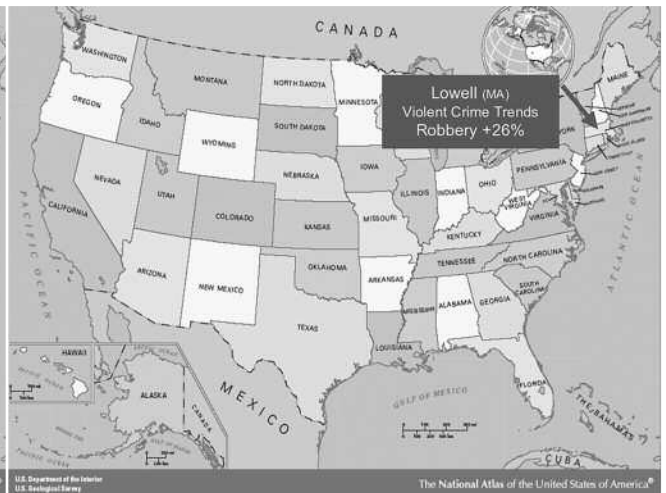 CANADA
WASHINGTON
MONTANA
NORTH DAKOTA
MINNESOTA
MAINE
Lowell (MA)
Violent Crime Trends
Robbery +26%
OREGON
IDAHO
WYOMING
SOUTH DAKOTA
NEBRASKA
IOWA
PENNSYLVANIA
NEVADA
UTAH
COLORADO
KANSAS
MISSOURI
ILLINOIS
INDIANA
OHIO
WEST
VIRGINIA
VIRGINIA
CALIFORNIA
KENTUCKY
TENNESSEE
NORTH CAROLINA
ARIZONA
NEW MEXICO
OKLAHOMA
ARKANSAS
SOUTH
CAROLINA
TEXAS
LOUISIANA
MISSISSIPPI
ALABAMA
GEORGIA
FLORIDA
PACIFIC OCEAN
ATLANTIC OCEAN
HAWAII
ALASKA
CANADA
MEXICO
GULF OF MEXICO
THE BAHAMAS
CUBA
U.S. Department of the Interior
U.S. Geological Survey
The National Atlas of the United States of America®